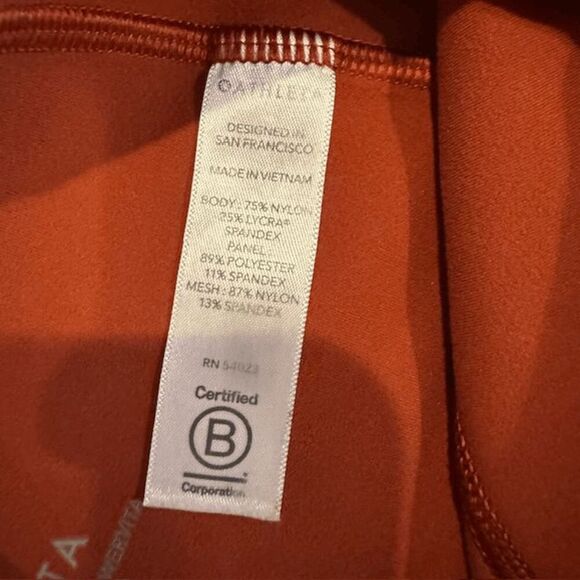 ATHLETA
DESIGNED IN
SAN FRANCISCO
MADE IN VIETNAM
BODY : 75% NYLON
25% LYCRA®
SPANDEX
PANEL:
89% POLYESTER
11% SPANDEX
MESH : 87% NYLON
13% SPANDEX
RN 54023
Certified
B
Corporation